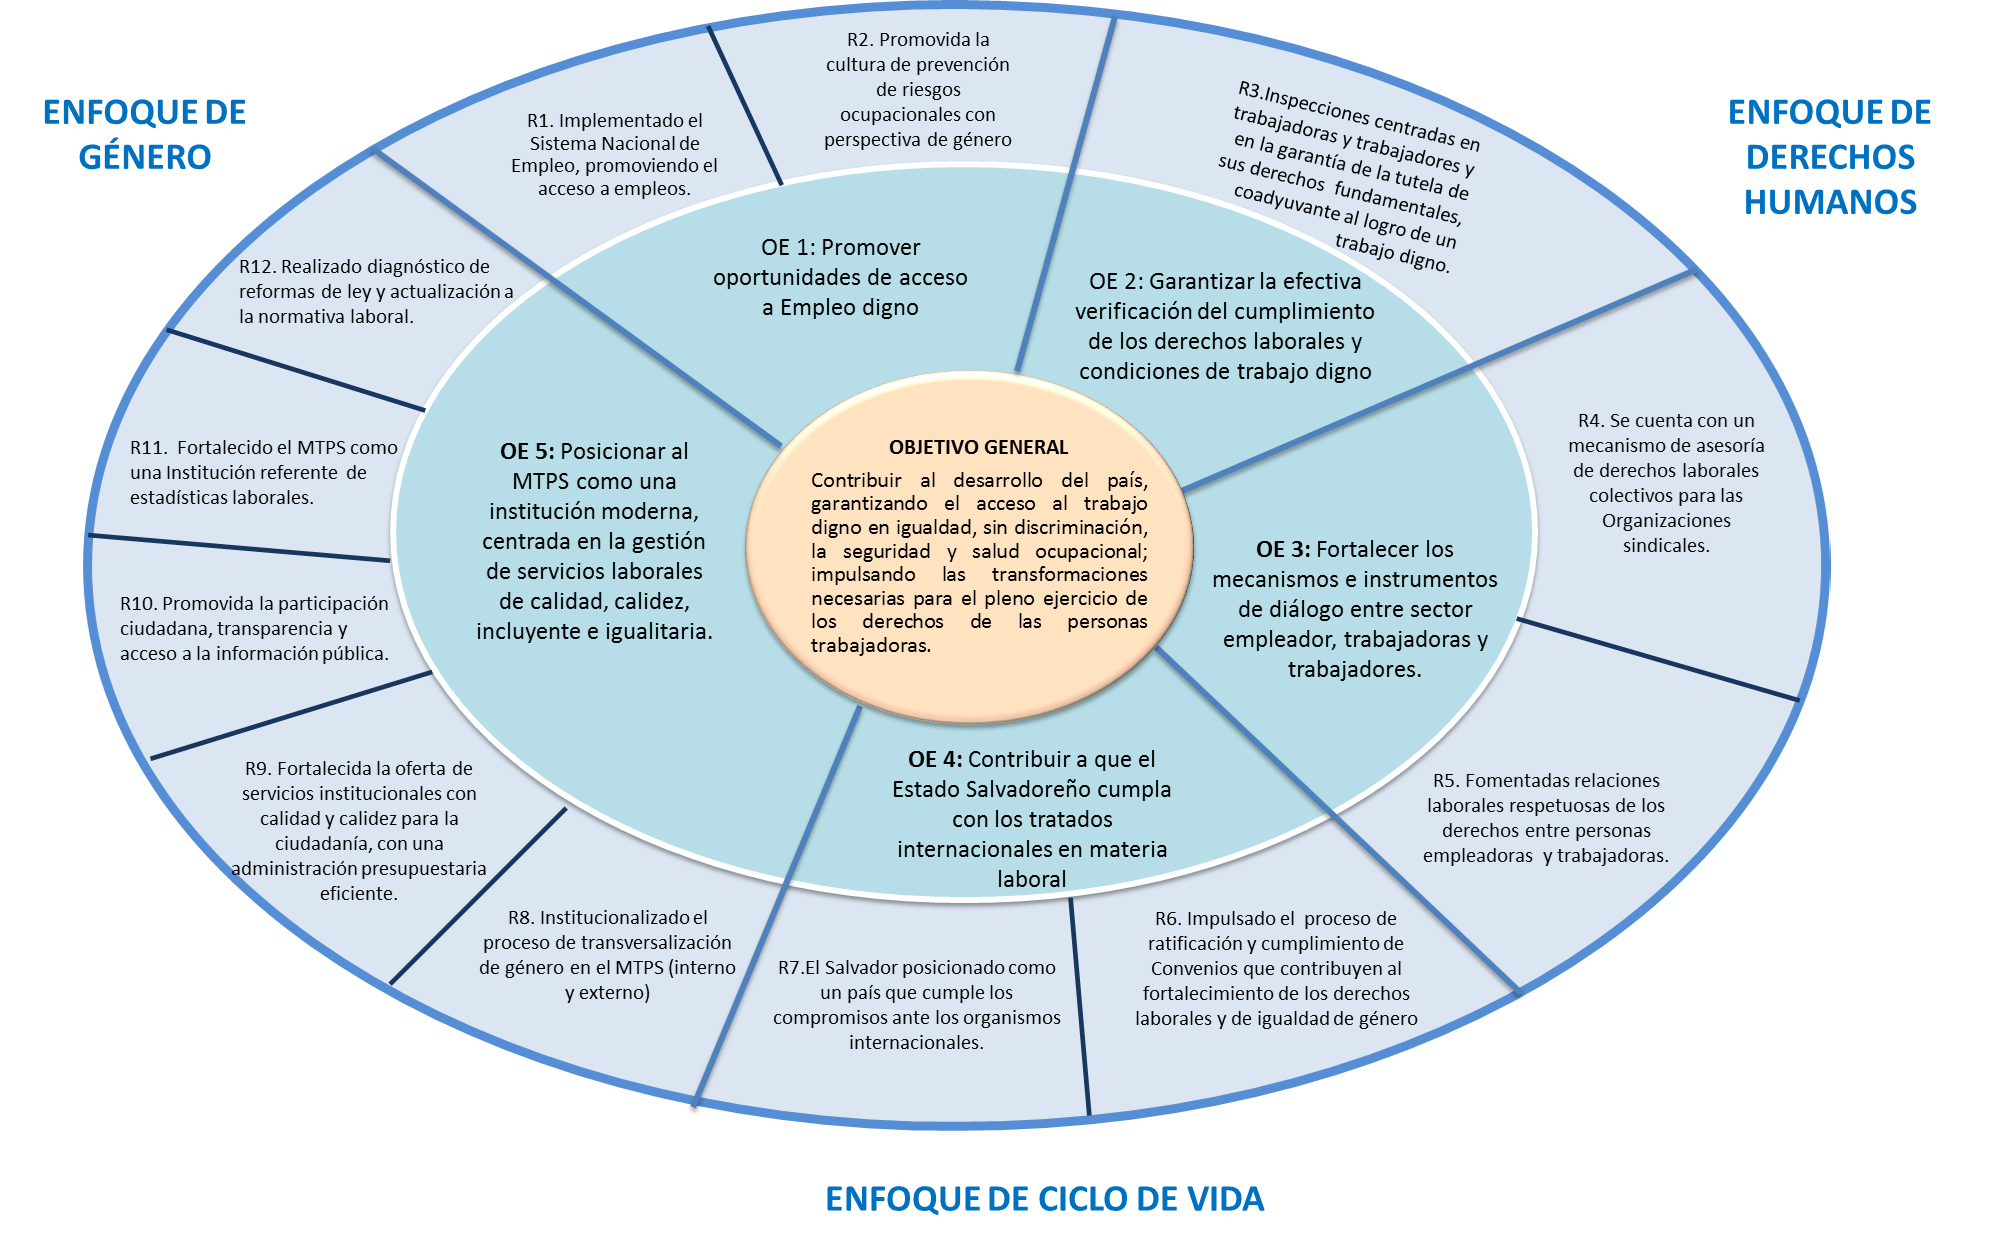 ENFOQUE DE
GÉNERO
ENFOQUE DE
DERECHOS
HUMANOS
R1. Implementado el
Sistema Nacional de
Empleo, promoviendo el
acceso a empleos.
R2. Promovida la
cultura de prevención
de riesgos
ocupacionales con
perspectiva de género
R3.Inspecciones centradas en
trabajadoras y trabajadores y
en la garantía de la tutela de
sus derechos fundamentales,
coadyuvante al logro de un
trabajo digno.
R4. Se cuenta con un
mecanismo de asesoría
de derechos laborales
colectivos para las
Organizaciones
sindicales.
R5. Fomentadas relaciones
laborales respetuosas de los
derechos entre personas
empleadoras y trabajadoras.
R6. Impulsado el proceso de
ratificación y cumplimiento de
Convenios que contribuyen al
fortalecimiento de los derechos
laborales y de igualdad de género
R7.El Salvador posicionado como
un país que cumple los
compromisos ante los organismos
internacionales.
R8. Institucionalizado el
proceso de transversalización
de género en el MTPS (interno
y externo)
R9. Fortalecida la oferta de
servicios institucionales con
calidad y calidez para la
ciudadanía, con una
administración presupuestaria
eficiente.
R10. Promovida la participación
ciudadana, transparencia y
acceso a la información pública.
R11. Fortalecido el MTPS como
una Institución referente de
estadísticas laborales.
R12. Realizado diagnóstico de
reformas de ley y actualización a
la normativa laboral.
OE 1: Promover
oportunidades de acceso
a Empleo digno
OE 2: Garantizar la efectiva
verificación del cumplimiento
de los derechos laborales y
condiciones de trabajo digno
OE 3: Fortalecer los
mecanismos e instrumentos
de diálogo entre sector
empleador, trabajadoras y
trabajadores.
OE 4: Contribuir a que el
Estado Salvadoreño cumpla
con los tratados
internacionales en materia
laboral
OE 5: Posicionar al
MTPS como una
institución moderna,
centrada en la gestión
de servicios laborales
de calidad, calidez,
incluyente e igualitaria.
OBJETIVO GENERAL
Contribuir al desarrollo del país,
garantizando el acceso al trabajo
digno en igualdad, sin discriminación,
la seguridad y salud ocupacional;
impulsando las transformaciones
necesarias para el pleno ejercicio de
los derechos de las personas
trabajadoras.
ENFOQUE DE CICLO DE VIDA